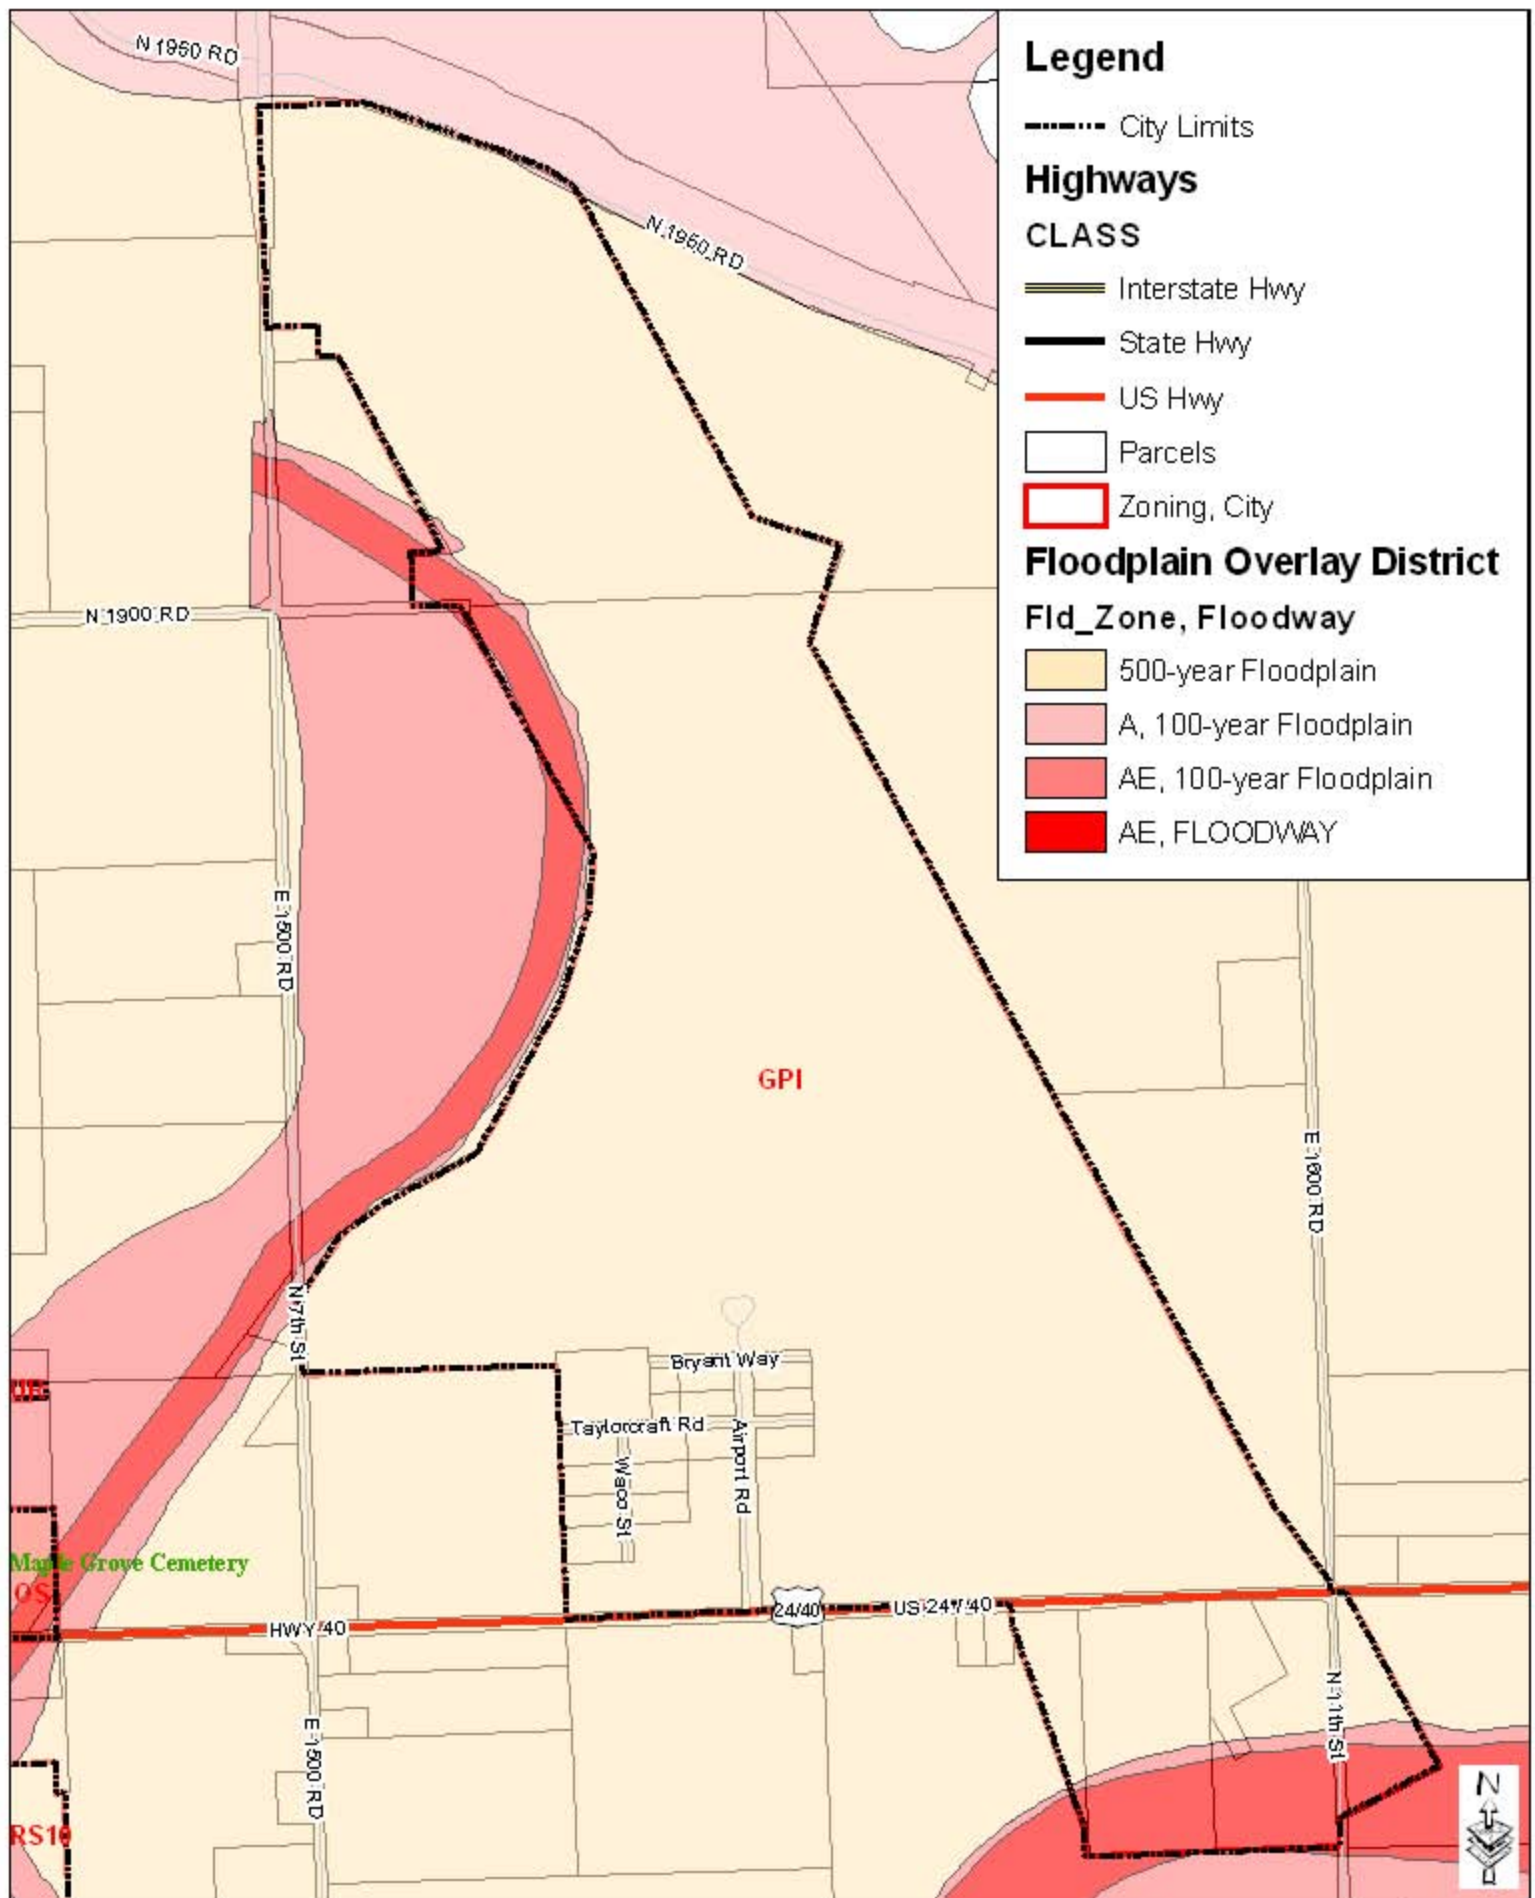 N 1950 RD
N 1950 RD
Legend
City Limits
Highways
CLASS
Interstate Hwy
State Hwy
US Hwy
Parcels
Zoning, City
Floodplain Overlay District
Fld_Zone, Floodway
500-year Floodplain
A, 100-year Floodplain
AE, 100-year Floodplain
AE, FLOODWAY
N 1900 RD
E 1500 RD
GPI
E 1600 RD
N 7th St
Bryant Way
Taylorcraft Rd
Airport Rd
Waco St
Maple Grove Cemetery
OS
24/40
HWY 40
N 11th St
E 1500 RD
N
RS10